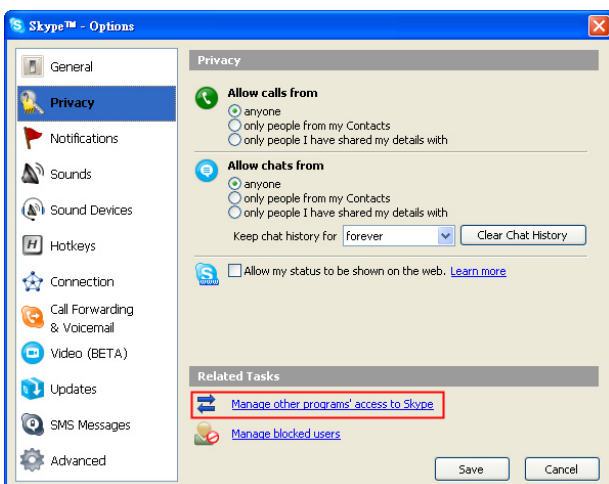 Skype™ - Options
General
Privacy
Notifications
Sounds
Sound Devices
Hotkeys
Connection
Call Forwarding
& Voicemail
Video (BETA)
Updates
SMS Messages
Advanced
Privacy
Allow calls from
anyone
only people from my Contacts
only people I have shared my details with
Allow chats from
anyone
only people from my Contacts
only people I have shared my details with
Keep chat history for forever Clear Chat History
Allow my status to be shown on the web. Learn more
Related Tasks
Manage other programs' access to Skype
Manage blocked users
Save Cancel